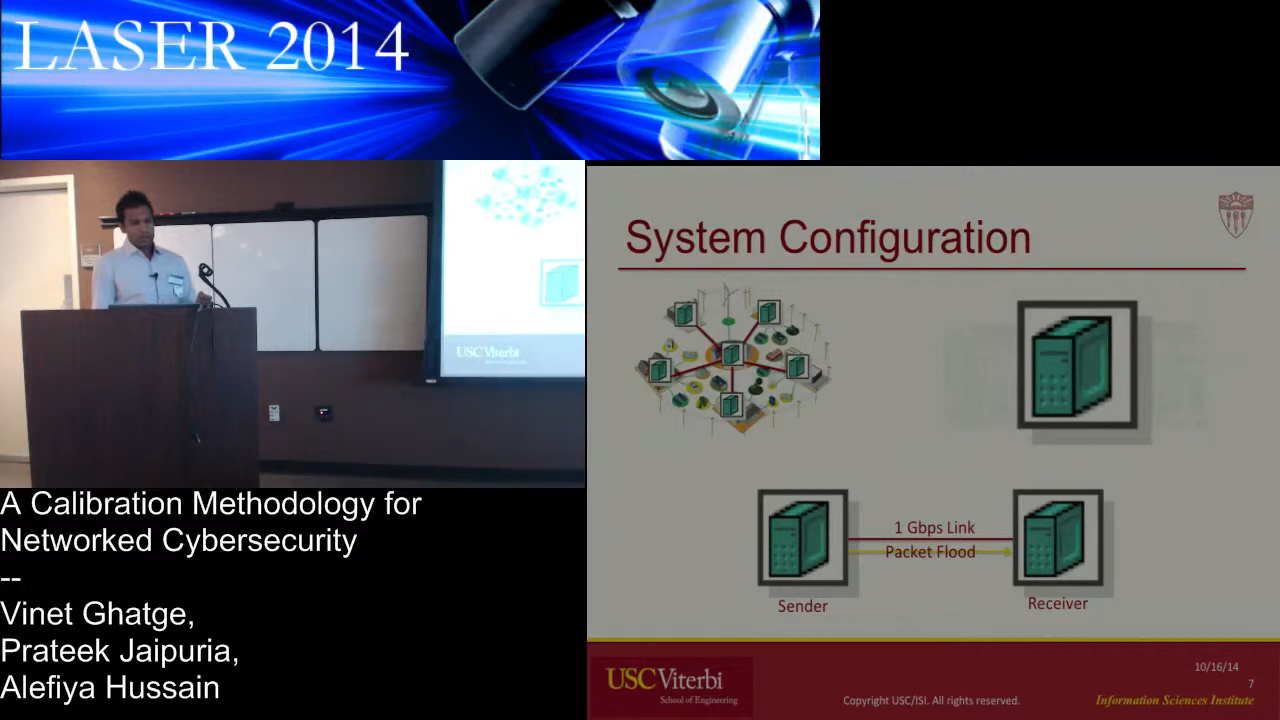 LASER 2014
USC Viterbi
A Calibration Methodology for
Networked Cybersecurity
--
Vinet Ghatge,
Prateek Jaipuria,
Alefiya Hussain
System Configuration
1 Gbps Link
Packet Flood
Sender
Receiver
USC Viterbi
School of Engineering
Copyright USC/ISI. All rights reserved.
10/16/14
7
Information Sciences Institute